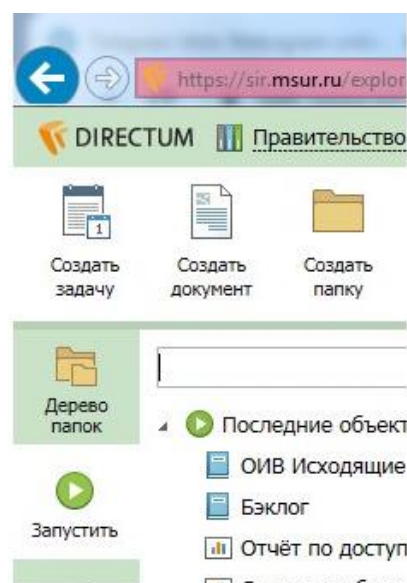 https://sir.msur.ru/explor
DIRECTUM Правительство
Создать задачу
Создать документ
Создать папку
1
Дерево папок
Последние объект
ОИВ Исходящие
Бэклог
Запустить
Отчёт по доступ